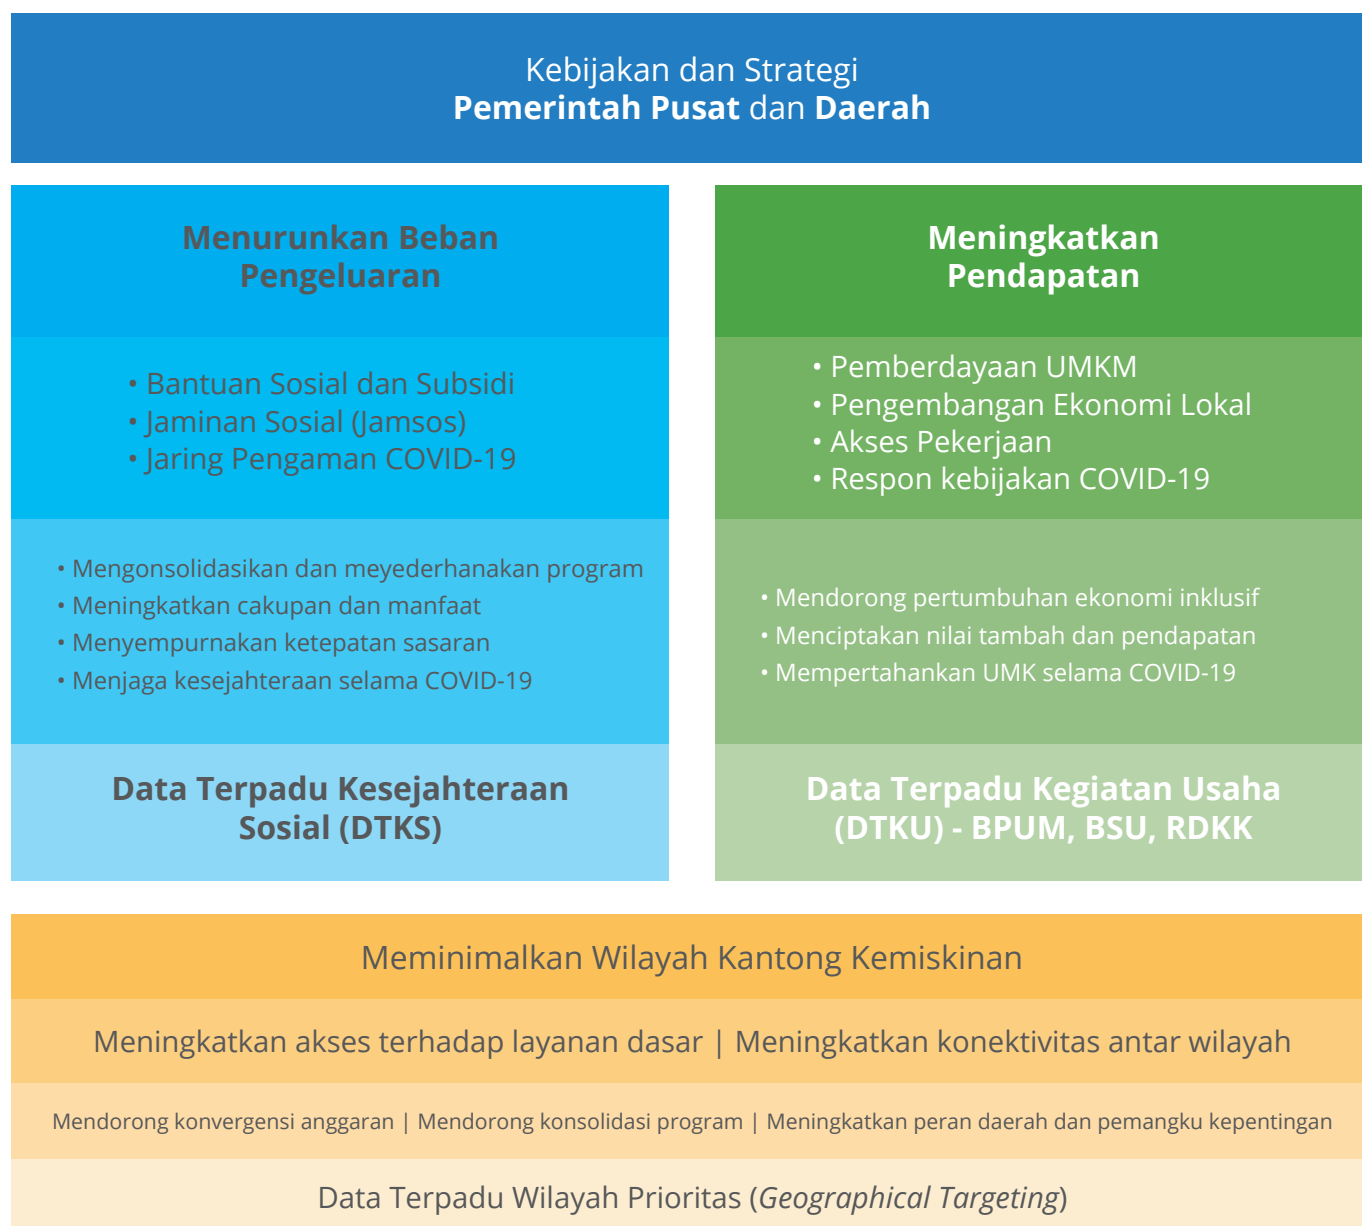 Kebijakan dan Strategi
Pemerintah Pusat dan Daerah
Menurunkan Beban
Pengeluaran
• Bantuan Sosial dan Subsidi
• Jaminan Sosial (Jamsos)
• Jaring Pengaman COVID-19
• Mengonsolidasikan dan meyederhanakan program
• Meningkatkan cakupan dan manfaat
• Menyempurnakan ketepatan sasaran
• Menjaga kesejahteraan selama COVID-19
Data Terpadu Kesejahteraan
Sosial (DTKS)
Meningkatkan
Pendapatan
• Pemberdayaan UMKM
• Pengembangan Ekonomi Lokal
• Akses Pekerjaan
• Respon kebijakan COVID-19
• Mendorong pertumbuhan ekonomi inklusif
• Menciptakan nilai tambah dan pendapatan
• Mempertahankan UMK selama COVID-19
Data Terpadu Kegiatan Usaha
(DTKU) - BPUM, BSU, RDKK
Meminimalkan Wilayah Kantong Kemiskinan
Meningkatkan akses terhadap layanan dasar | Meningkatkan konektivitas antar wilayah
Mendorong konvergensi anggaran | Mendorong konsolidasi program | Meningkatkan peran daerah dan pemangku kepentingan
Data Terpadu Wilayah Prioritas (Geographical Targeting)